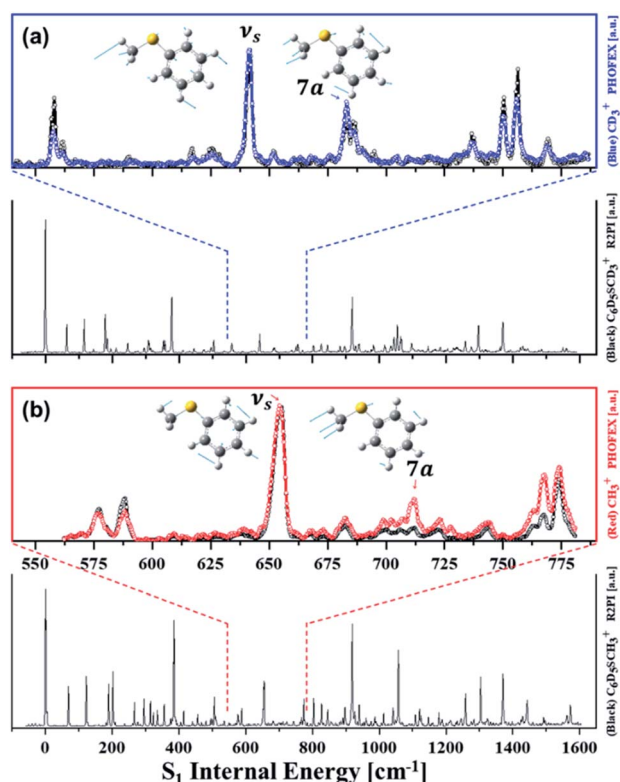 (a)
νs
7a
(Blue) CD3+ PHOFEX [a.u.]
(Black) C6D5SCD3+ R2PI [a.u.]
(b)
νs
7a
(Red) CH3+ PHOFEX [a.u.]
550 575 600 625 650 675 700 725 750 775
(Black) C6D5SCH3+ R2PI [a.u.]
0 200 400 600 800 1000 1200 1400 1600
S1 Internal Energy [cm-1]